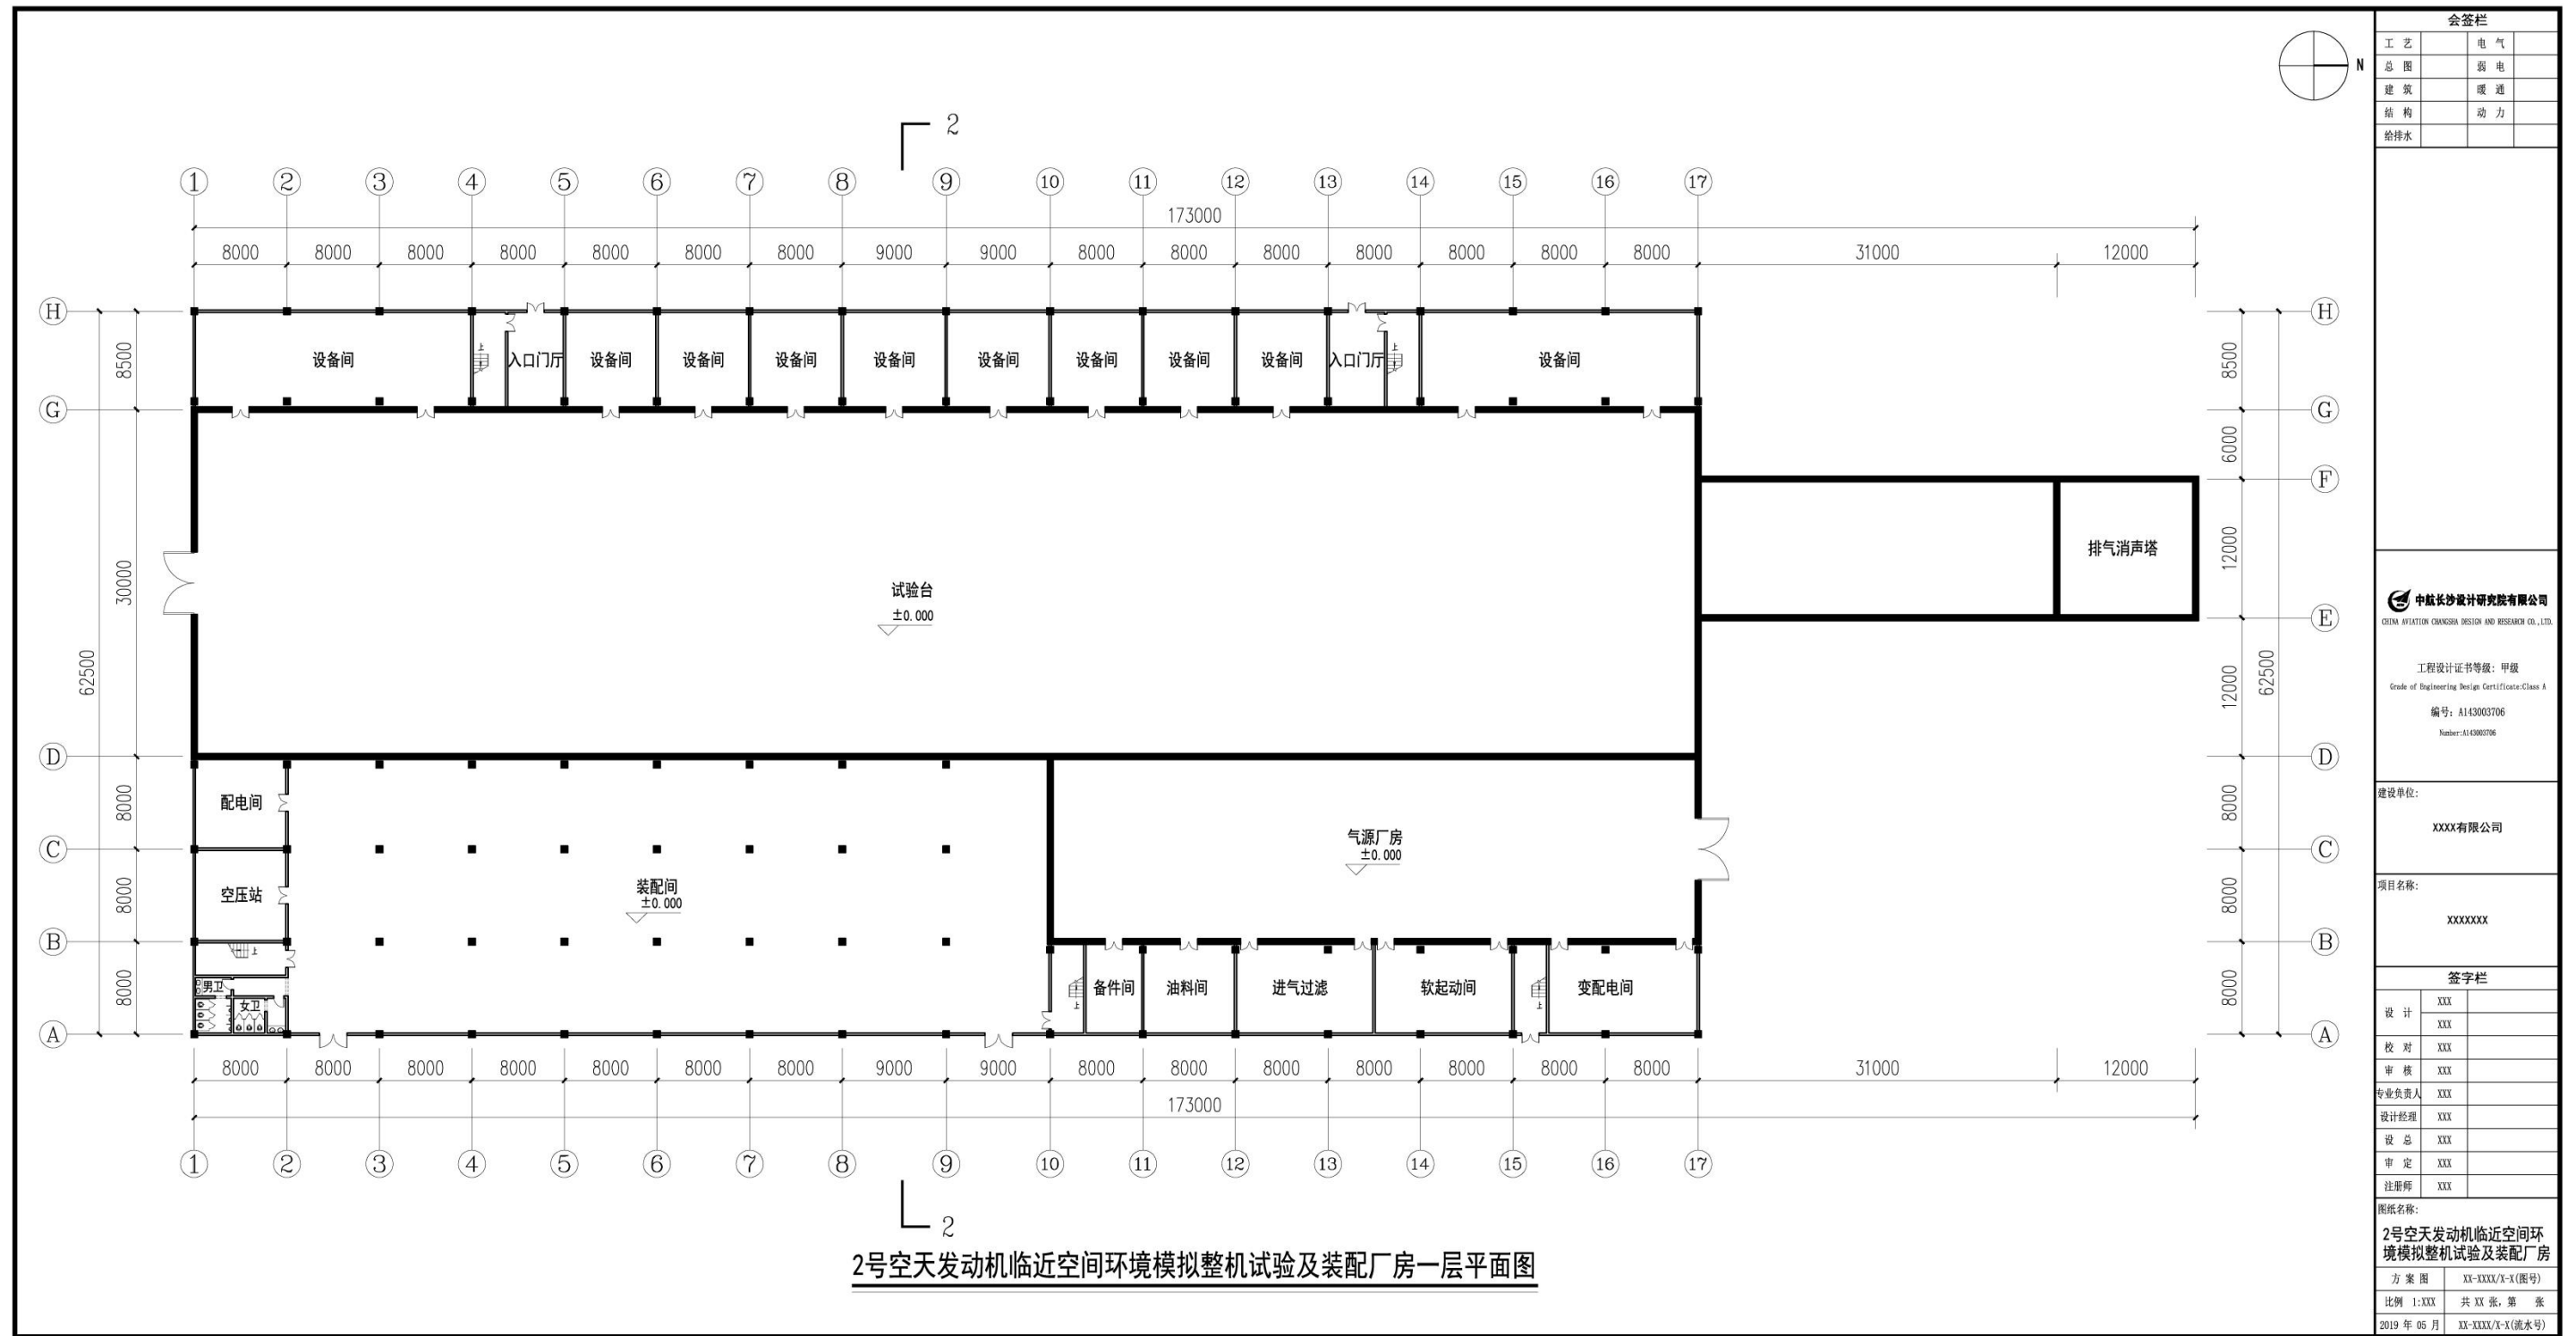 会签栏
工 艺 电 气
总 图 弱 电
建 筑 暖 通
结 构 动 力
给排水
N
2
1 2 3 4 5 6 7 8 9 10 11 12 13 14 15 16 17
173000
8000 8000 8000 8000 8000 8000 8000 9000 9000 8000 8000 8000 8000 8000 8000 8000 31000 12000
H H
8500 设备间 上 入口门厅 设备间 设备间 设备间 设备间 设备间 设备间 设备间 设备间 入口门厅 上 设备间 8500
G G
6000
F F
30000 12000 排气消声塔
试验台
±0.000
E E
62500 12000 62500
D D
8000 配电间 8000
气源厂房
±0.000
C C
装配间
±0.000
8000 空压站 8000
B B
上
8000 男卫 女卫 上 备件间 油料间 进气过滤 软起动间 上 变配电间 8000
A A
8000 8000 8000 8000 8000 8000 8000 9000 9000 8000 8000 8000 8000 8000 8000 8000 31000 12000
173000
1 2 3 4 5 6 7 8 9 10 11 12 13 14 15 16 17
2
2号空天发动机临近空间环境模拟整机试验及装配厂房一层平面图
中航长沙设计研究院有限公司
CHINA AVIATION CHANGSHA DESIGN AND RESEARCH CO.,LTD.
工程设计证书等级: 甲级
Grade of Engineering Design Certificate:Class A
编号: A143003706
Number:A143003706
建设单位:
XXXX有限公司
项目名称:
XXXXXXX
签字栏
设 计 XXX
XXX
校 对 XXX
审 核 XXX
专业负责人 XXX
设计经理 XXX
设 总 XXX
审 定 XXX
注册师 XXX
图纸名称:
2号空天发动机临近空间环
境模拟整机试验及装配厂房
方 案 图 XX-XXXX/X-X(图号)
比例 1:XXX 共 XX 张, 第 张
2019 年 05 月 XX-XXXX/X-X(流水号)